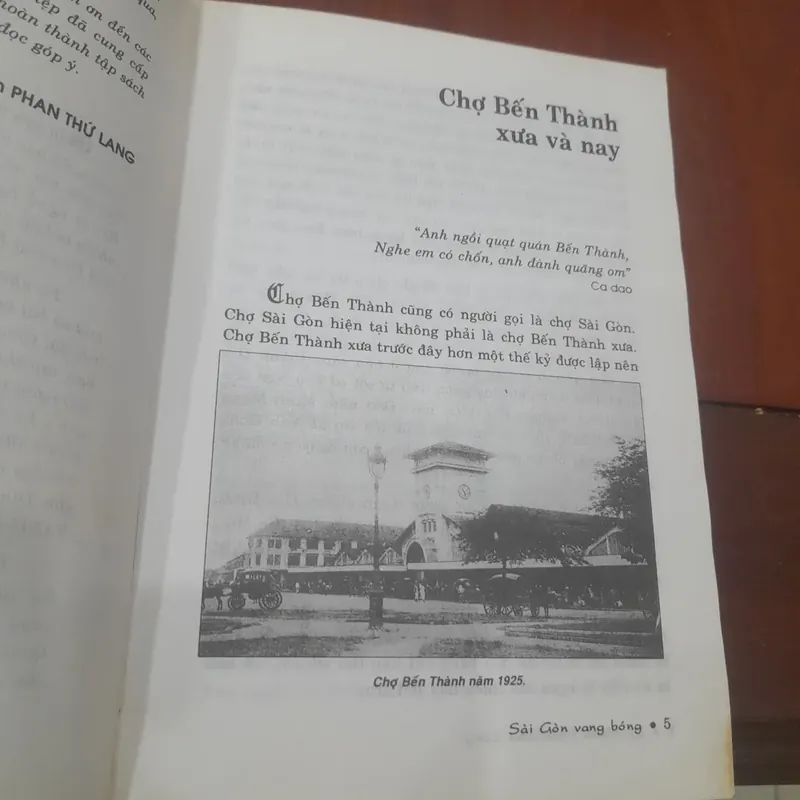 quả,
ơn đến các
ệp đã cung cấp
hoàn thành tập sách
đọc góp ý.
PHAN THỨ LANG
Chợ Bến Thành
xưa và nay
“Anh ngồi quạt quán Bến Thành,
Nghe em có chốn, anh đành quăng om”
Ca dao
Chợ Bến Thành cũng có người gọi là chợ Sài Gòn.
Chợ Sài Gòn hiện tại không phải là chợ Bến Thành xưa.
Chợ Bến Thành xưa trước đây hơn một thế kỷ được lập nên
Chợ Bến Thành năm 1925.
Sài Gòn vang bóng • 5